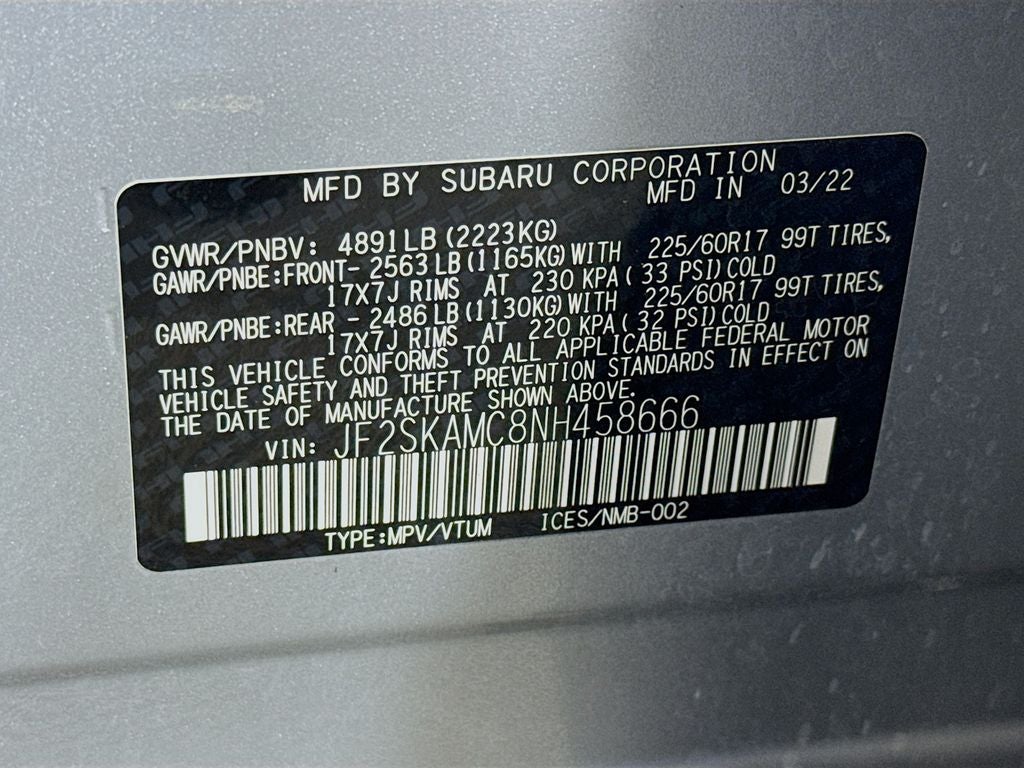 MFD BY SUBARU CORPORATION
MFD IN 03/22
GVWR/PNBV: 4891LB(2223KG)
GAWR/PNBE:FRONT- 2563LB(1165KG)WITH 225/60R17 99T TIRES,
17X7J RIMS AT 230 KPA( 33 PSI)COLD
GAWR/PNBE:REAR - 2486LB(1130KG)WITH 225/60R17 99T TIRES,
17X7J RIMS AT 220 KPA( 32 PSI)COLD
THIS VEHICLE CONFORMS TO ALL APPLICABLE FEDERAL MOTOR
VEHICLE SAFETY AND THEFT PREVENTION STANDARDS IN EFFECT ON
THE DATE OF MANUFACTURE SHOWN ABOVE.
VIN: JF2SKAMC8NH458666
TYPE:MPV/VTUM ICES/NMB-002